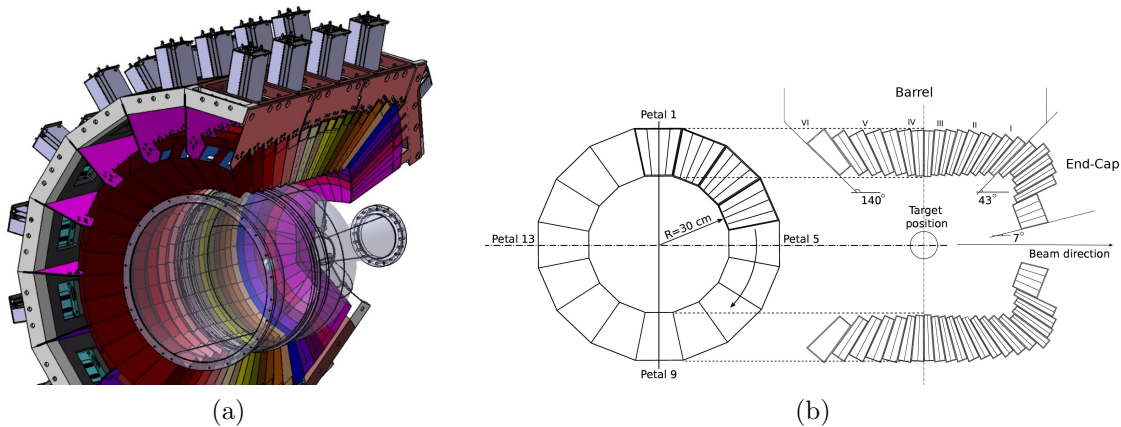 Barrel
Petal 1
VI
V
IV
III
II
I
End-Cap
140°
43°
R=30 cm
Target
position
7°
Petal 13
Petal 5
Beam direction
Petal 9
(a)
(b)